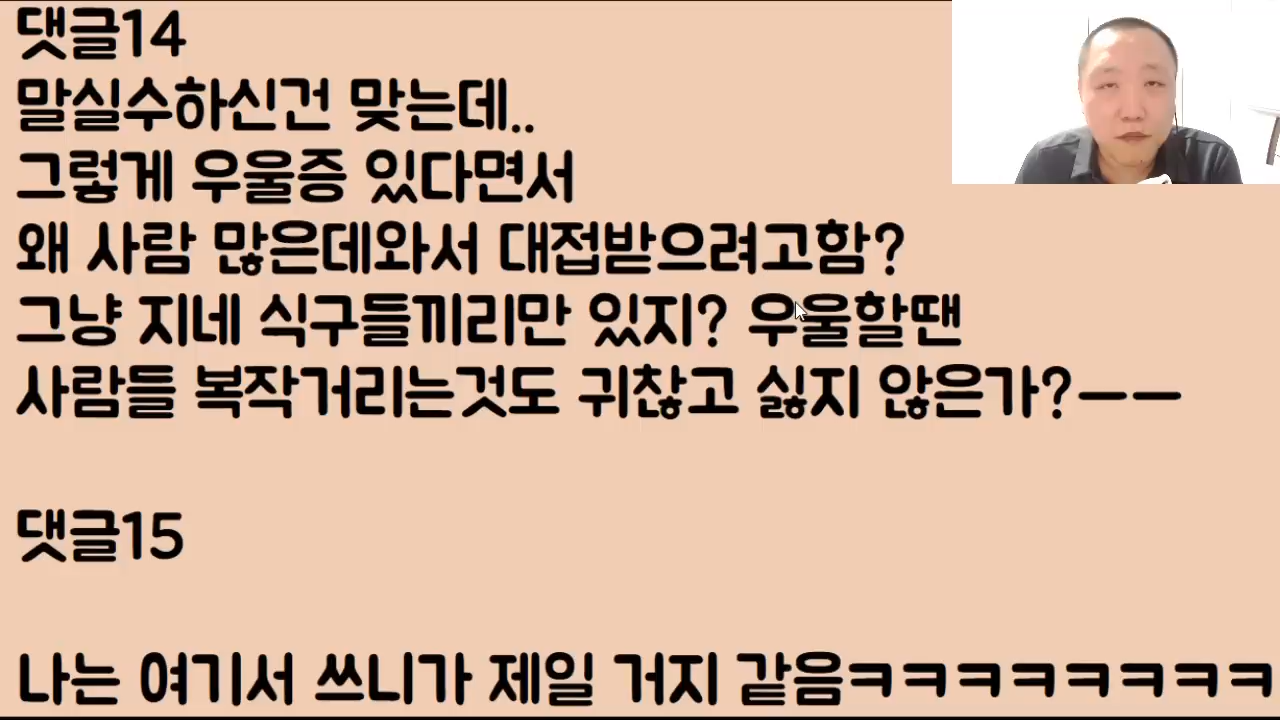 댓글14
말실수하신건 맞는데..
그렇게 우울증 있다면서
왜 사람 많은데와서 대접받으려고함?
그냥 지네 식구들끼리만 있지? 우울할땐
사람들 복작거리는것도 귀찮고 싫지 않은가?ㅡㅡ
댓글15
나는 여기서 쓰니가 제일 거지 같음ㅋㅋㅋㅋㅋㅋㅋㅋ